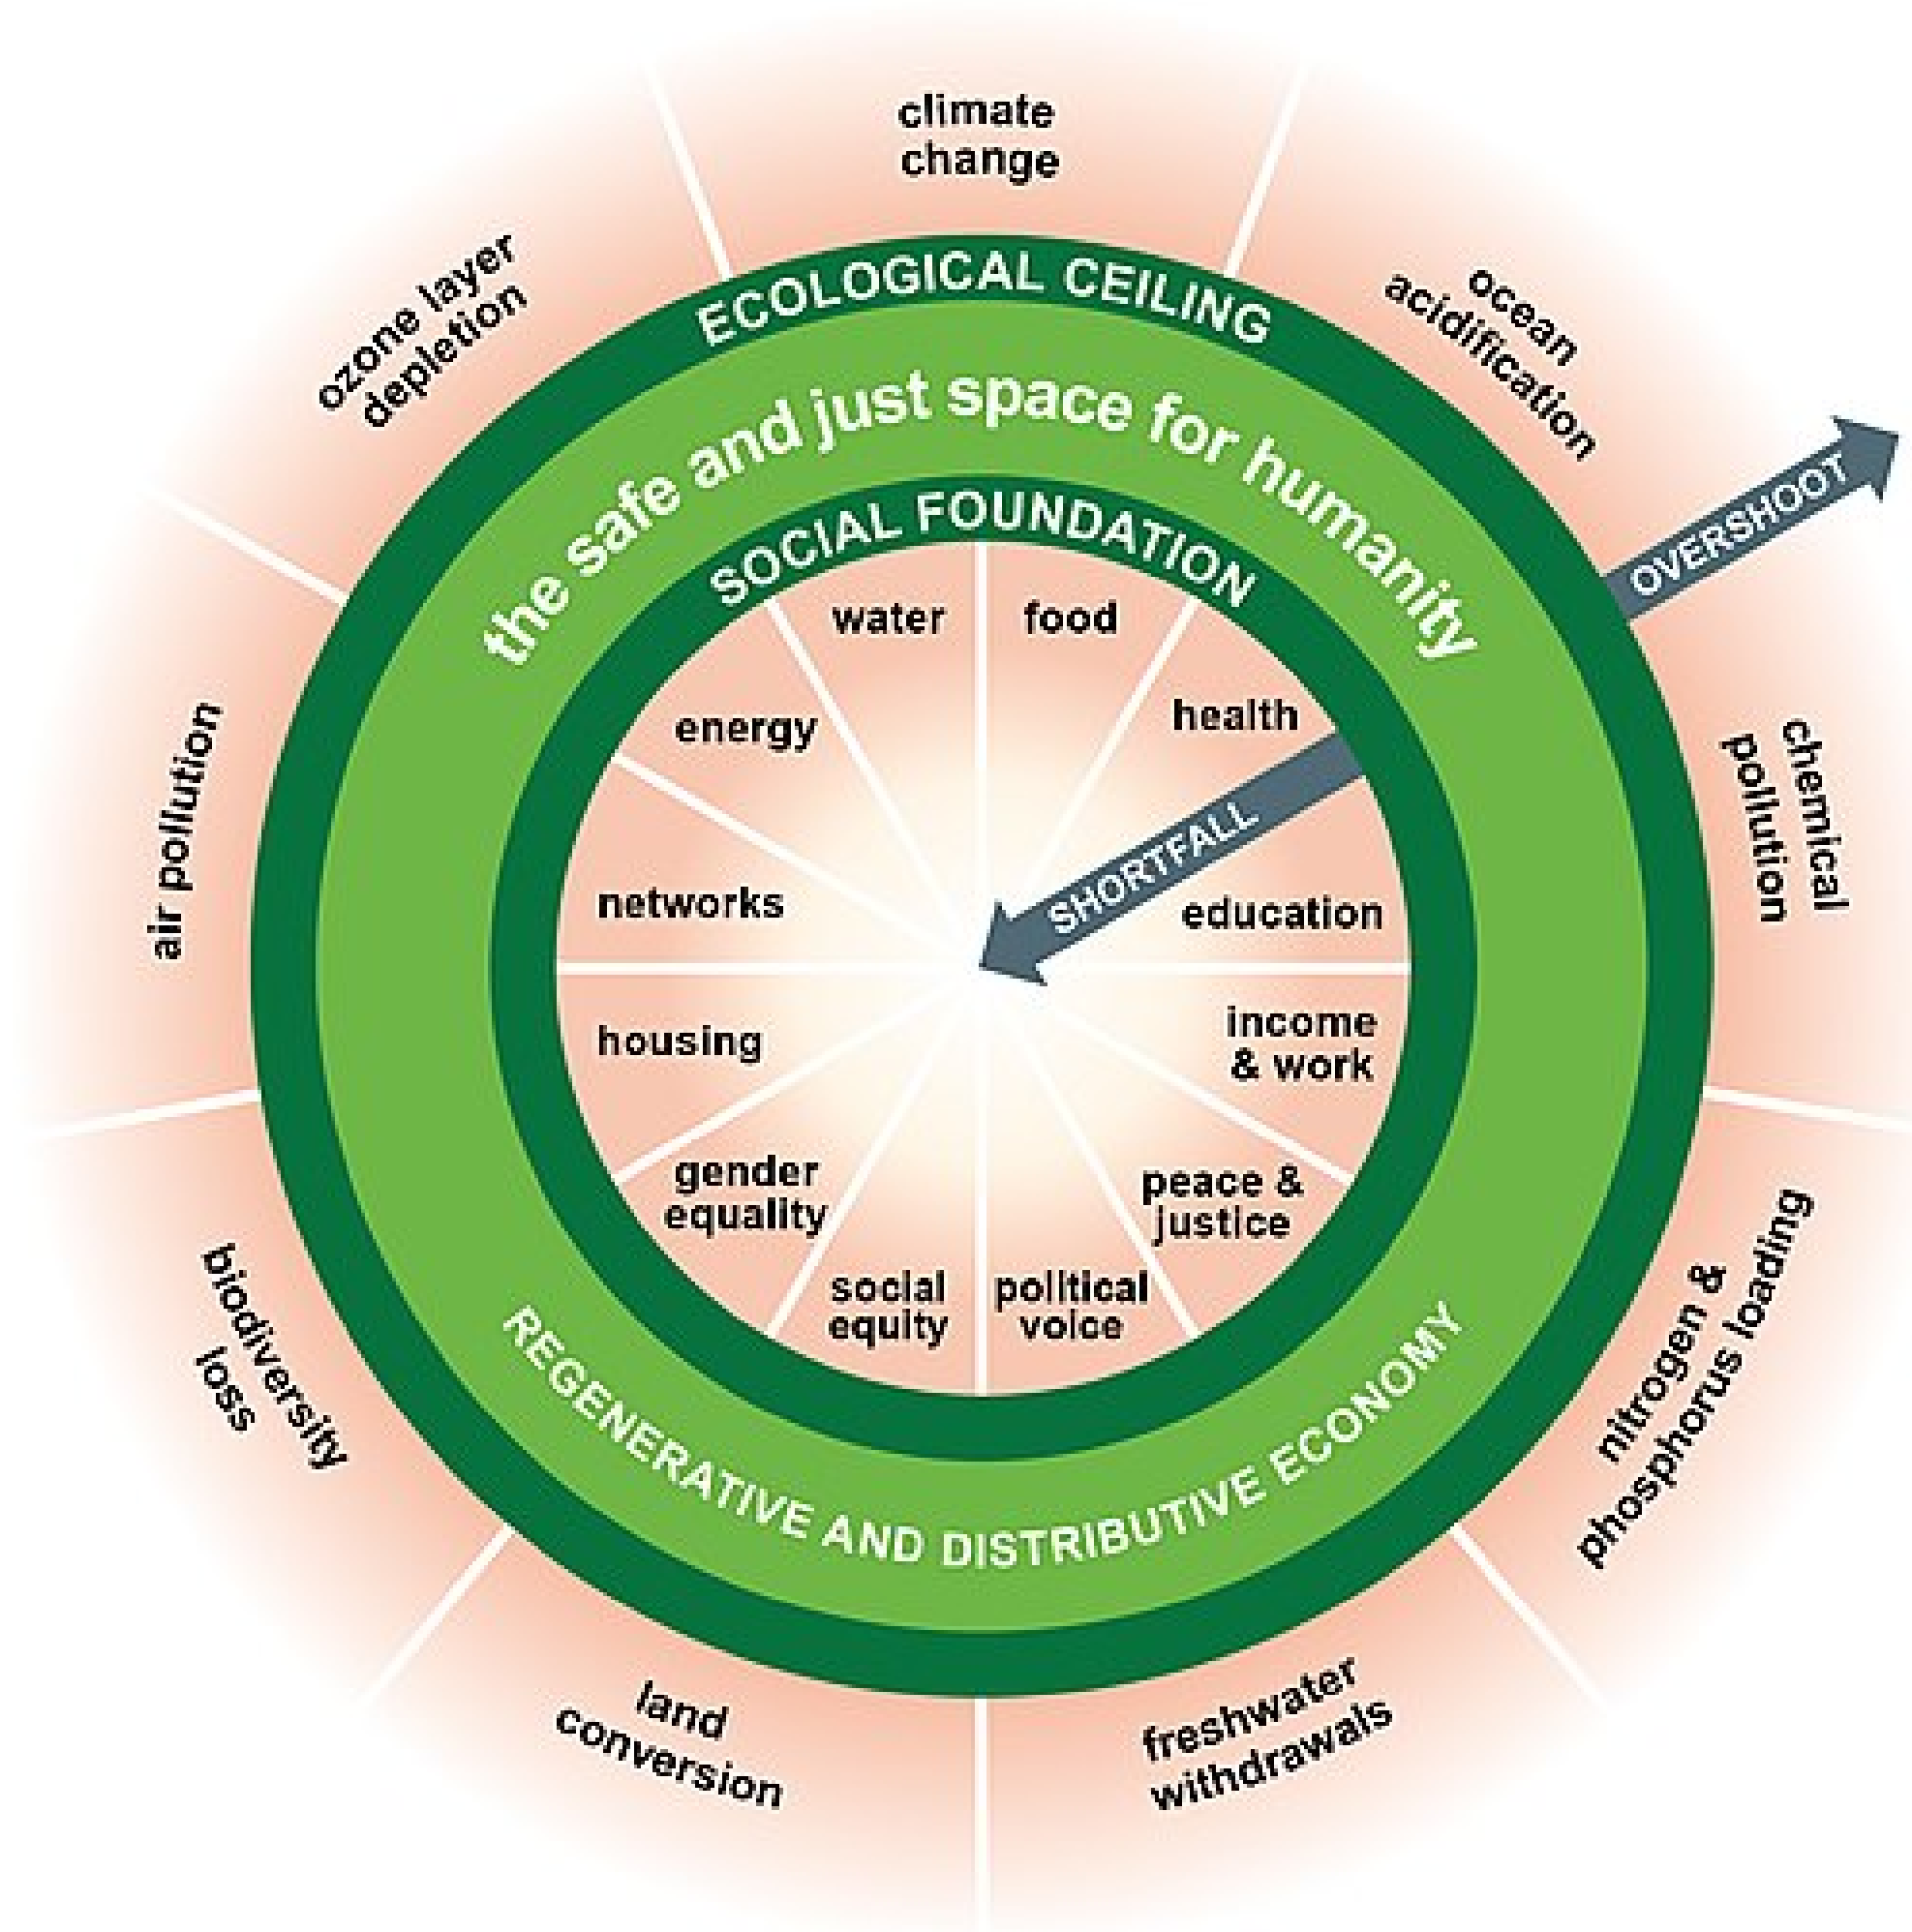 climate
change
ocean
acidification
chemical
pollution
nitrogen &
phosphorus loading
freshwater
withdrawals
land
conversion
biodiversity
loss
air pollution
ozone layer
depletion
OVERSHOOT
ECOLOGICAL CEILING
the safe and just space for humanity
SOCIAL FOUNDATION
water
food
health
SHORTFALL
education
income
& work
peace &
justice
political
voice
social
equity
gender
equality
housing
networks
energy
REGENERATIVE AND DISTRIBUTIVE ECONOMY